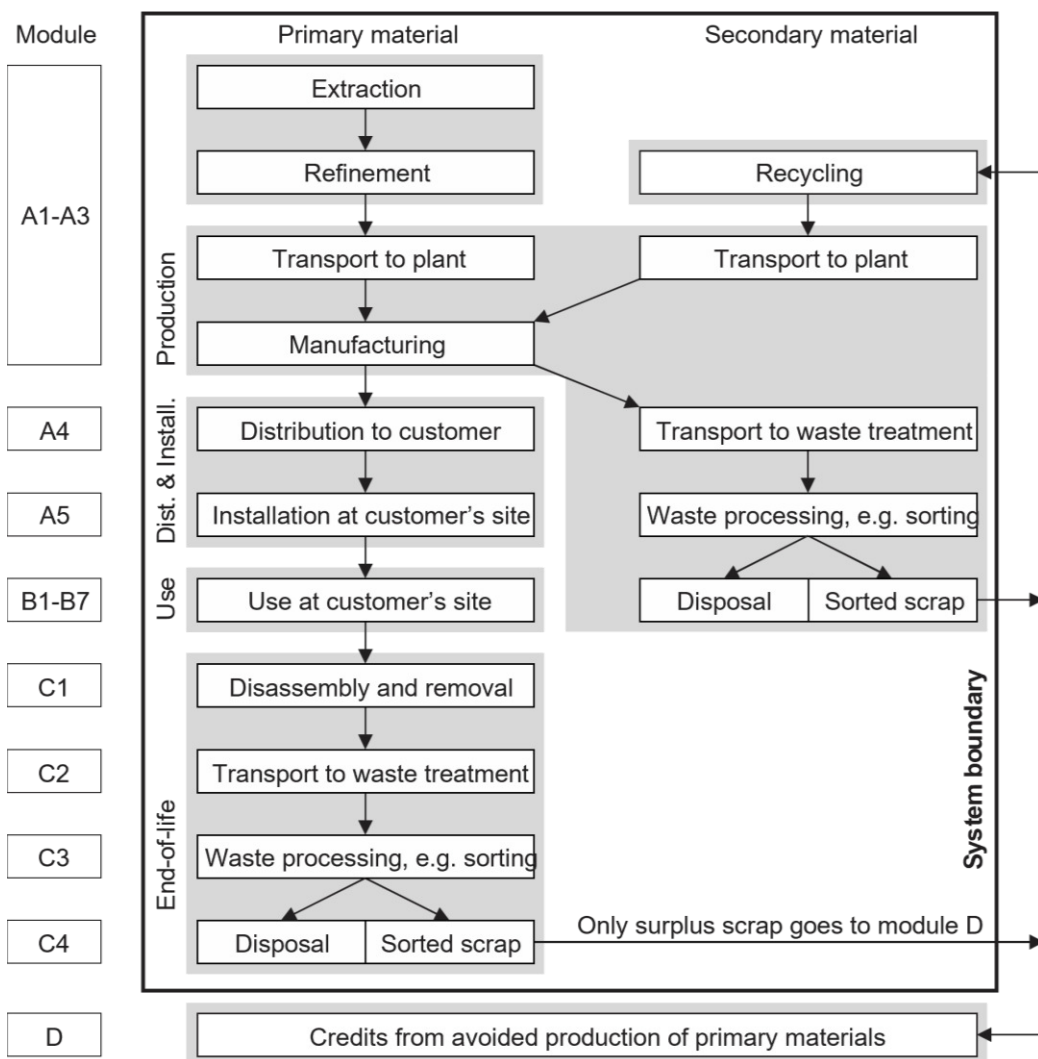 Module
Primary material
Secondary material
A1-A3
Extraction
Refinement
Recycling
Production
Transport to plant
Transport to plant
Manufacturing
A4
Dist. & Install.
Distribution to customer
Transport to waste treatment
A5
Installation at customer's site
Waste processing, e.g. sorting
B1-B7
Use
Use at customer's site
Disposal
Sorted scrap
C1
Disassembly and removal
System boundary
C2
Transport to waste treatment
End-of-life
C3
Waste processing, e.g. sorting
C4
Disposal
Sorted scrap
Only surplus scrap goes to module D
D
Credits from avoided production of primary materials